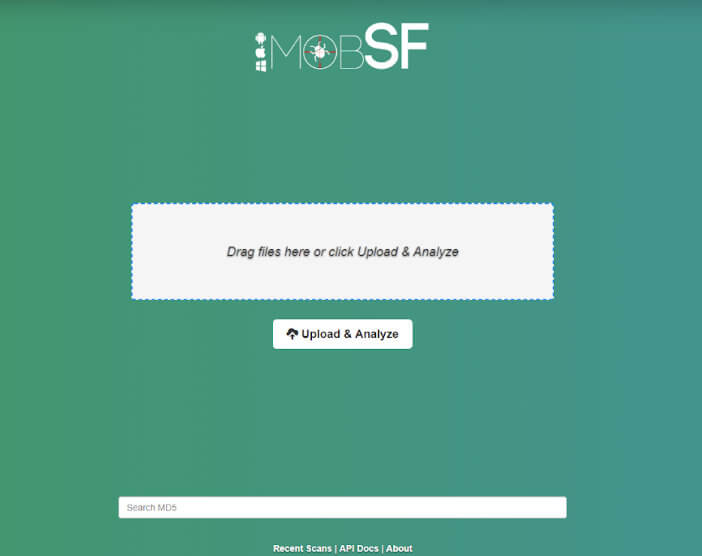 MOBSF
Drag files here or click Upload & Analyze
Upload & Analyze
Search MD5
Recent Scans | API Docs | About